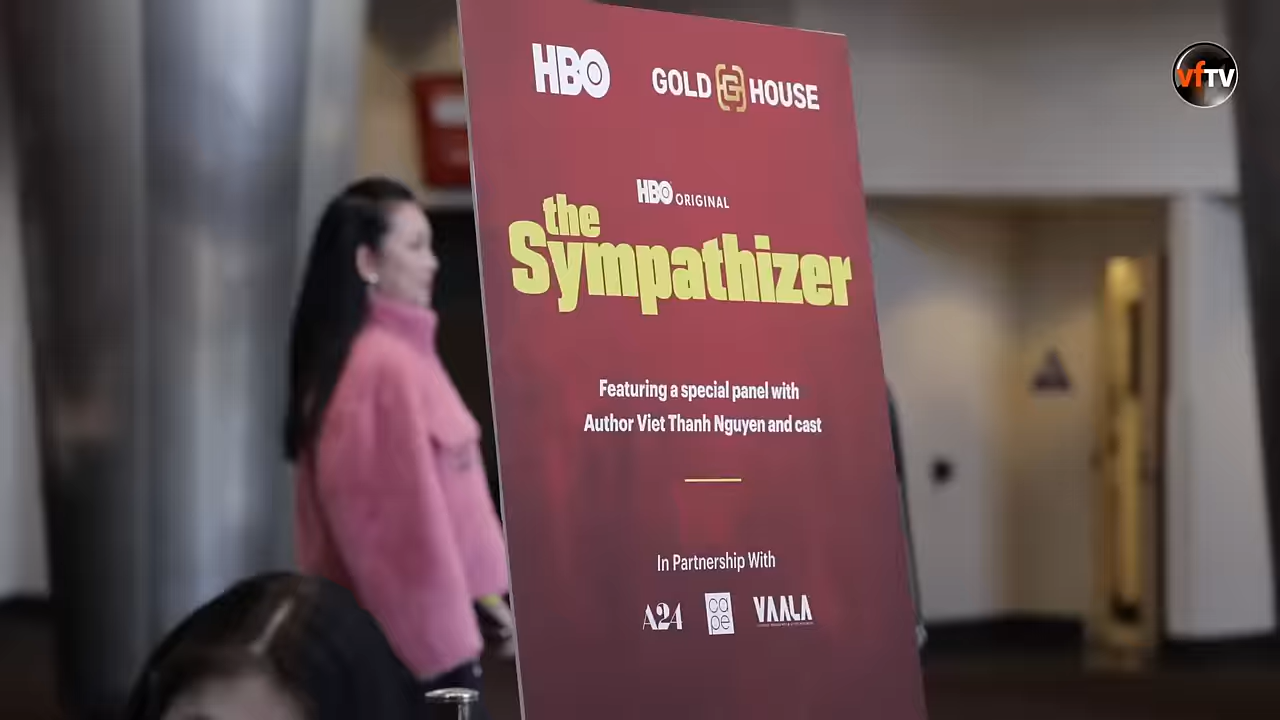 HBO GOLD HOUSE
vfTV
HBO ORIGINAL
the
Sympathizer
Featuring a special panel with
Author Viet Thanh Nguyen and cast
In Partnership With
A24 cape VAALA